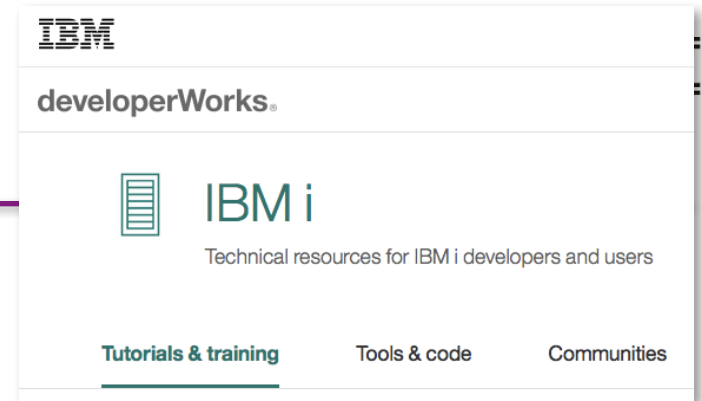 IBM
developerWorks®
IBM i
Technical resources for IBM i developers and users
Tutorials & training Tools & code Communities